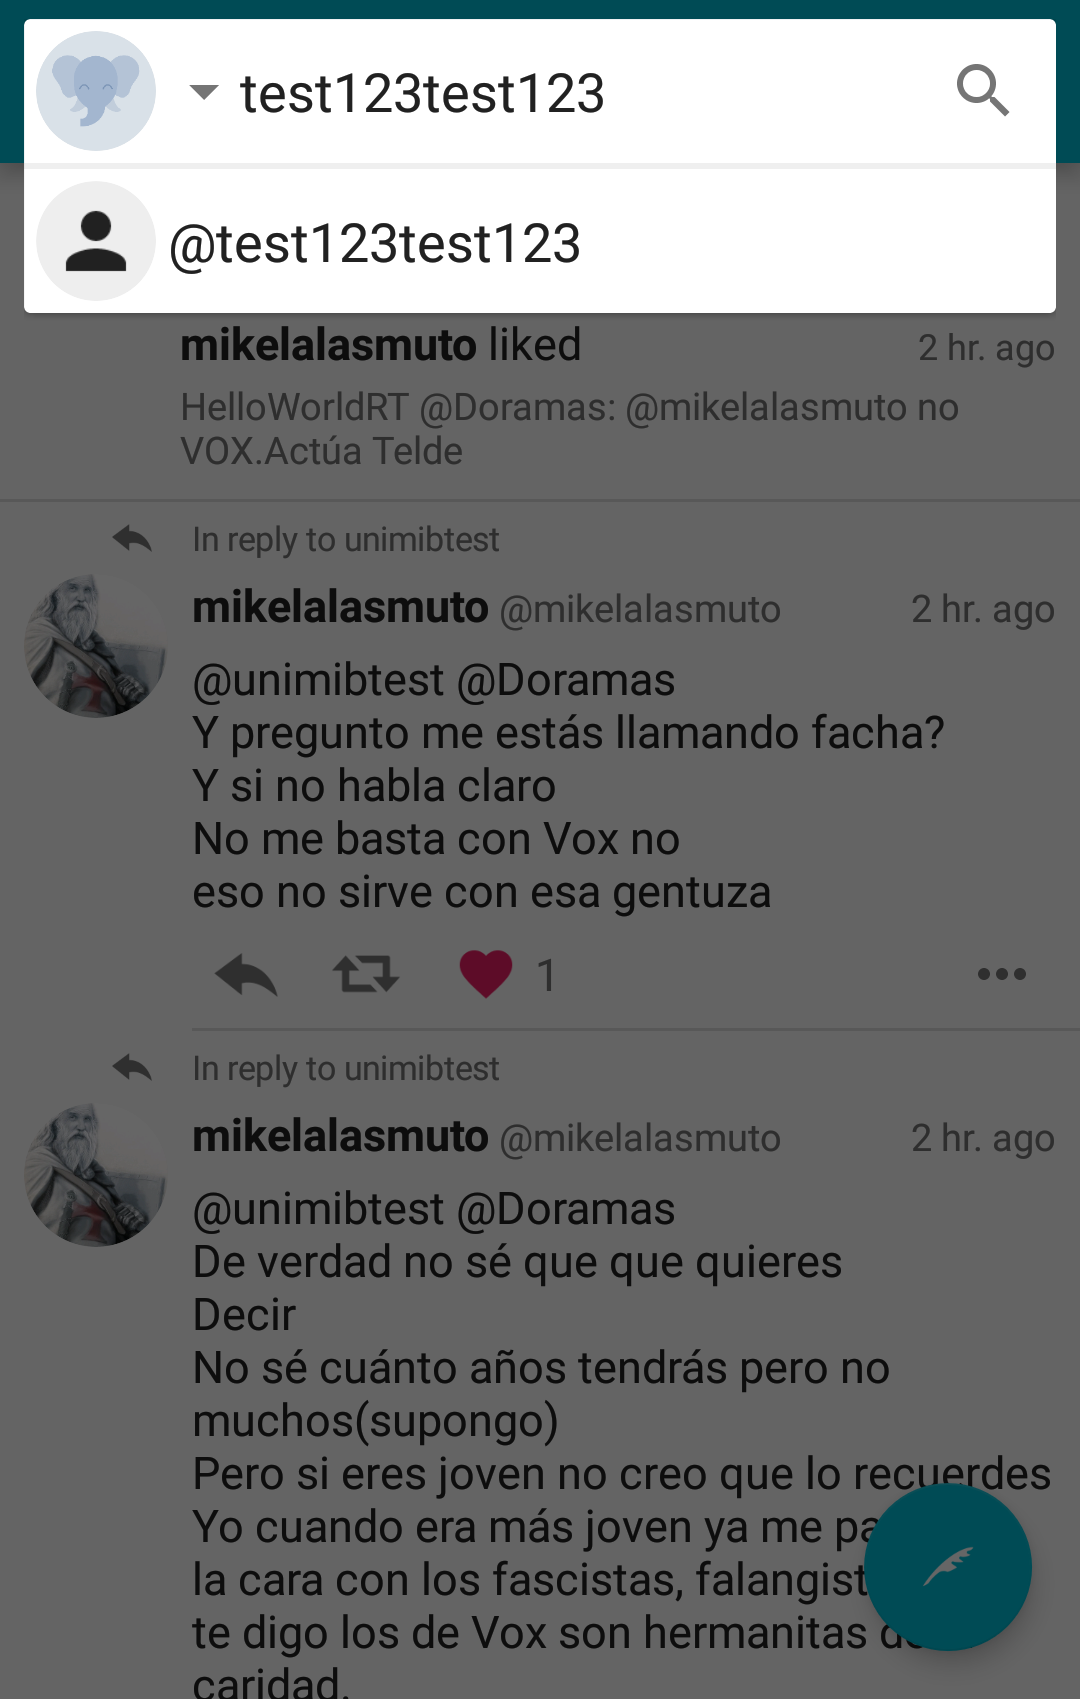 test123test123
@test123test123
mikelalasmuto liked 2 hr. ago
HelloWorldRT @Doramas: @mikelalasmuto no
VOX.Actúa Telde
In reply to unimibtest
mikelalasmuto @mikelalasmuto 2 hr. ago
@unimibtest @Doramas
Y pregunto me estás llamando facha?
Y si no habla claro
No me basta con Vox no
eso no sirve con esa gentuza
1
In reply to unimibtest
mikelalasmuto @mikelalasmuto 2 hr. ago
@unimibtest @Doramas
De verdad no sé que que quieres
Decir
No sé cuánto años tendrás pero no
muchos(supongo)
Pero si eres joven no creo que lo recuerdes
Yo cuando era más joven ya me pa
la cara con los fascistas, falangist
te digo los de Vox son hermanitas de
caridad.